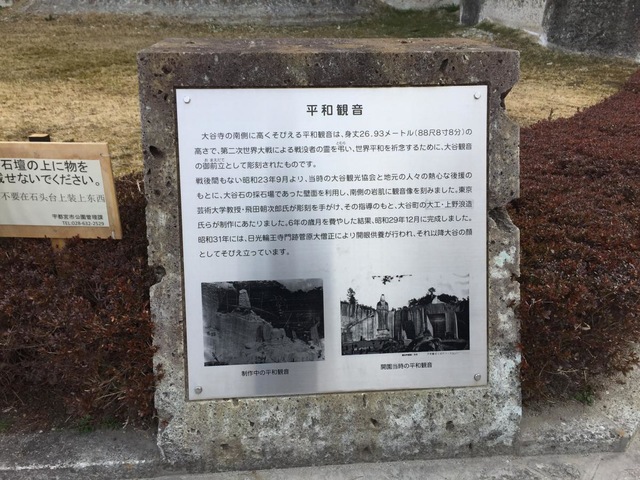 平和観音
大谷寺の南側に高くそびえる平和観音は、身丈26.93メートル(88尺8寸8分)の
高さで、第二次世界大戦による戦没者の霊を弔い、世界平和を祈念するために、大谷観音
の御前立として彫刻されたものです。
戦後間もない昭和23年9月より、当時の大谷観光協会と地元の人々の熱心な後援の
もとに、大谷石の採石場であった壁面を利用し、南側の岩肌に観音像を刻みました。東京
芸術大学教授・飛田朝次郎氏が彫刻を手がけ、その指導のもと、大谷町の大工・上野浪造
氏らが制作にあたりました。6年の歳月を費やした結果、昭和29年12月に完成しました。
昭和31年には、日光輪王寺門跡菅原大僧正により開眼供養が行われ、それ以降大谷の顔
としてそびえ立っています。
制作中の平和観音
開園当時の平和観音
石壇の上に物を
載せないでください。
不要在石头台上装上东西
宇都宮市公園管理課
TEL:028-632-2529